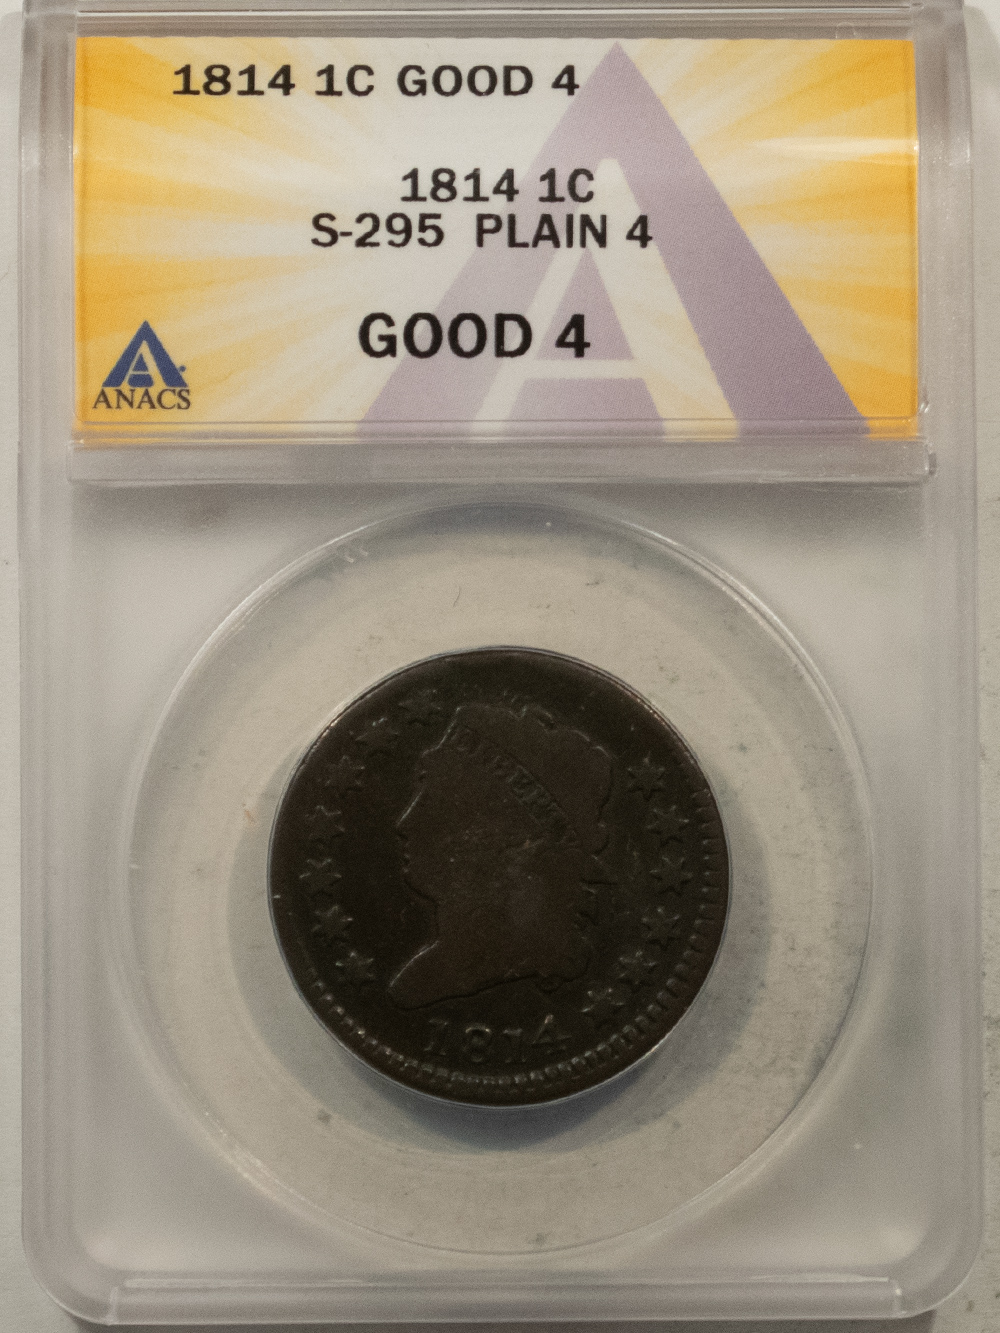 1814 1C GOOD 4
1814 1C
S-295 PLAIN 4
GOOD 4
ANACS
LIBERTY
1814